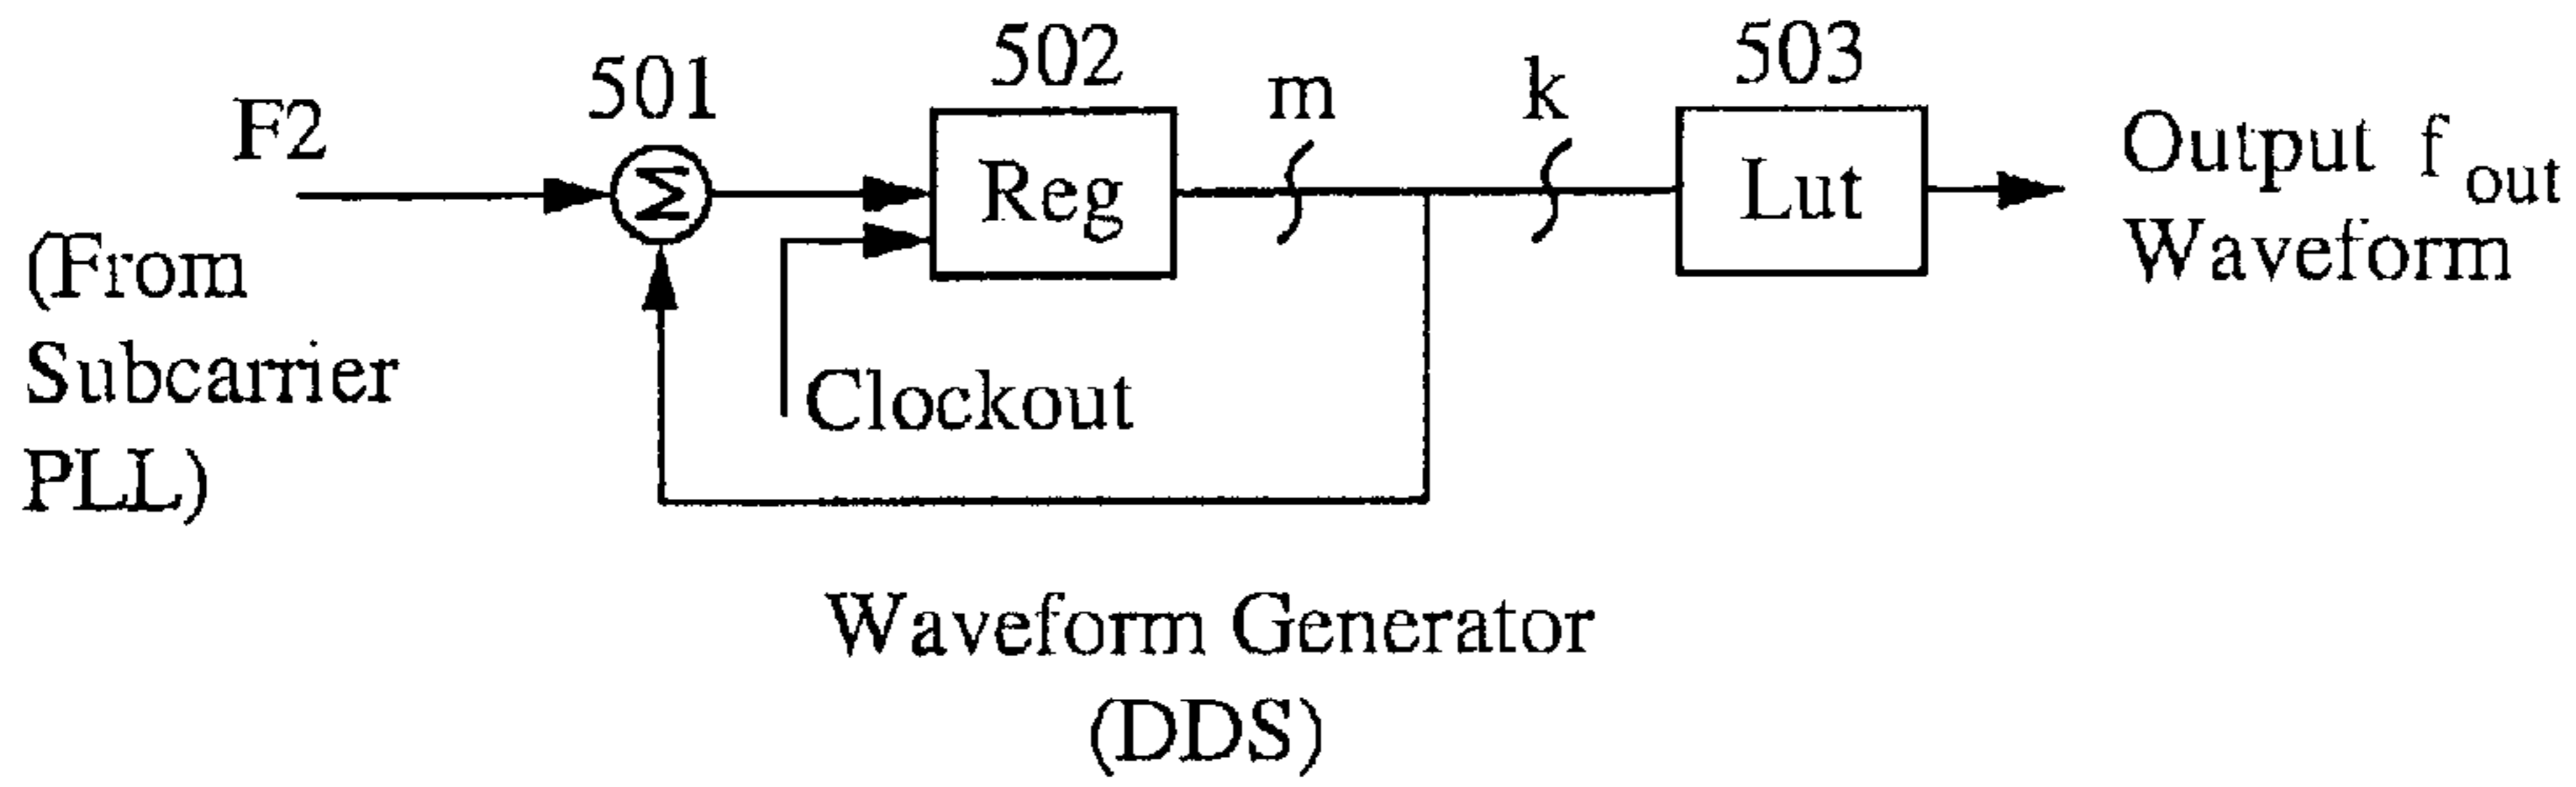 F2
501
502
m
k
503
Σ
Reg
Lut
Output f out
Waveform
(From
Subcarrier
PLL)
Clockout
Waveform Generator
(DDS)